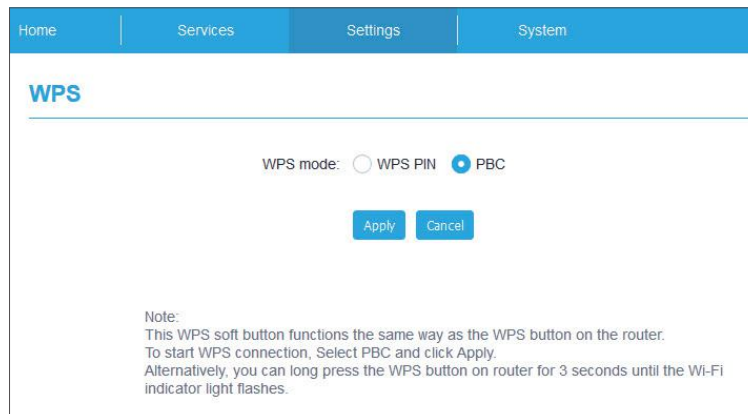 Home Services Settings System
WPS
WPS mode: WPS PIN PBC
Apply Cancel
Note:
This WPS soft button functions the same way as the WPS button on the router.
To start WPS connection, Select PBC and click Apply.
Alternatively, you can long press the WPS button on router for 3 seconds until the Wi-Fi
indicator light flashes.